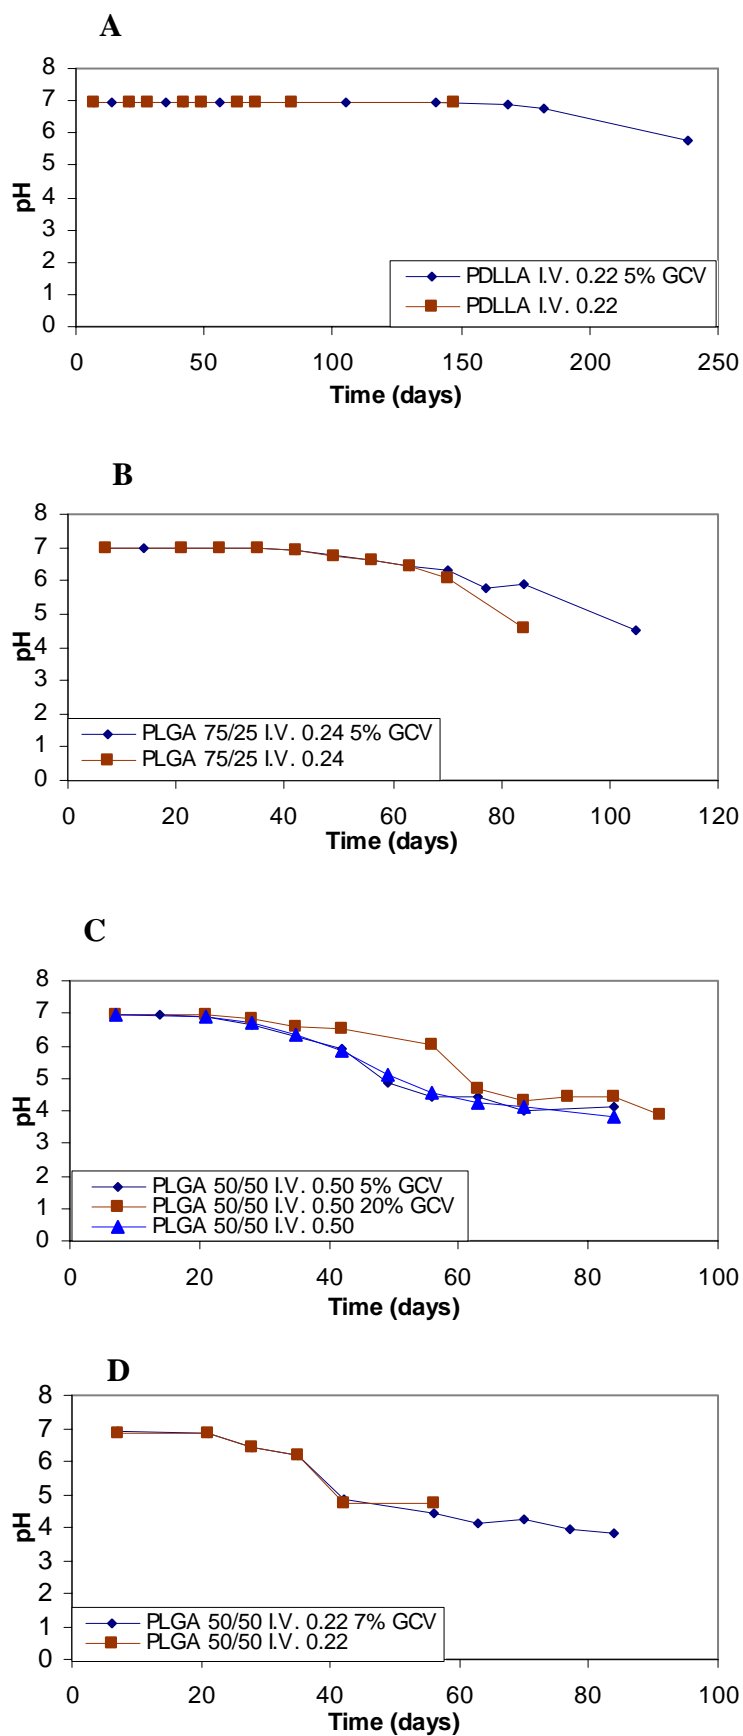 A
8
7
6
5
4
3
2
1
0
pH
PDLLA I.V. 0.22 5% GCV
PDLLA I.V. 0.22
0 50 100 150 200 250
Time (days)
B
8
7
6
5
4
3
2
1
0
pH
PLGA 75/25 I.V. 0.24 5% GCV
PLGA 75/25 I.V. 0.24
0 20 40 60 80 100 120
Time (days)
C
8
7
6
5
4
3
2
1
0
pH
PLGA 50/50 I.V. 0.50 5% GCV
PLGA 50/50 I.V. 0.50 20% GCV
PLGA 50/50 I.V. 0.50
0 20 40 60 80 100
Time (days)
D
8
7
6
5
4
3
2
1
0
pH
PLGA 50/50 I.V. 0.22 7% GCV
PLGA 50/50 I.V. 0.22
0 20 40 60 80 100
Time (days)